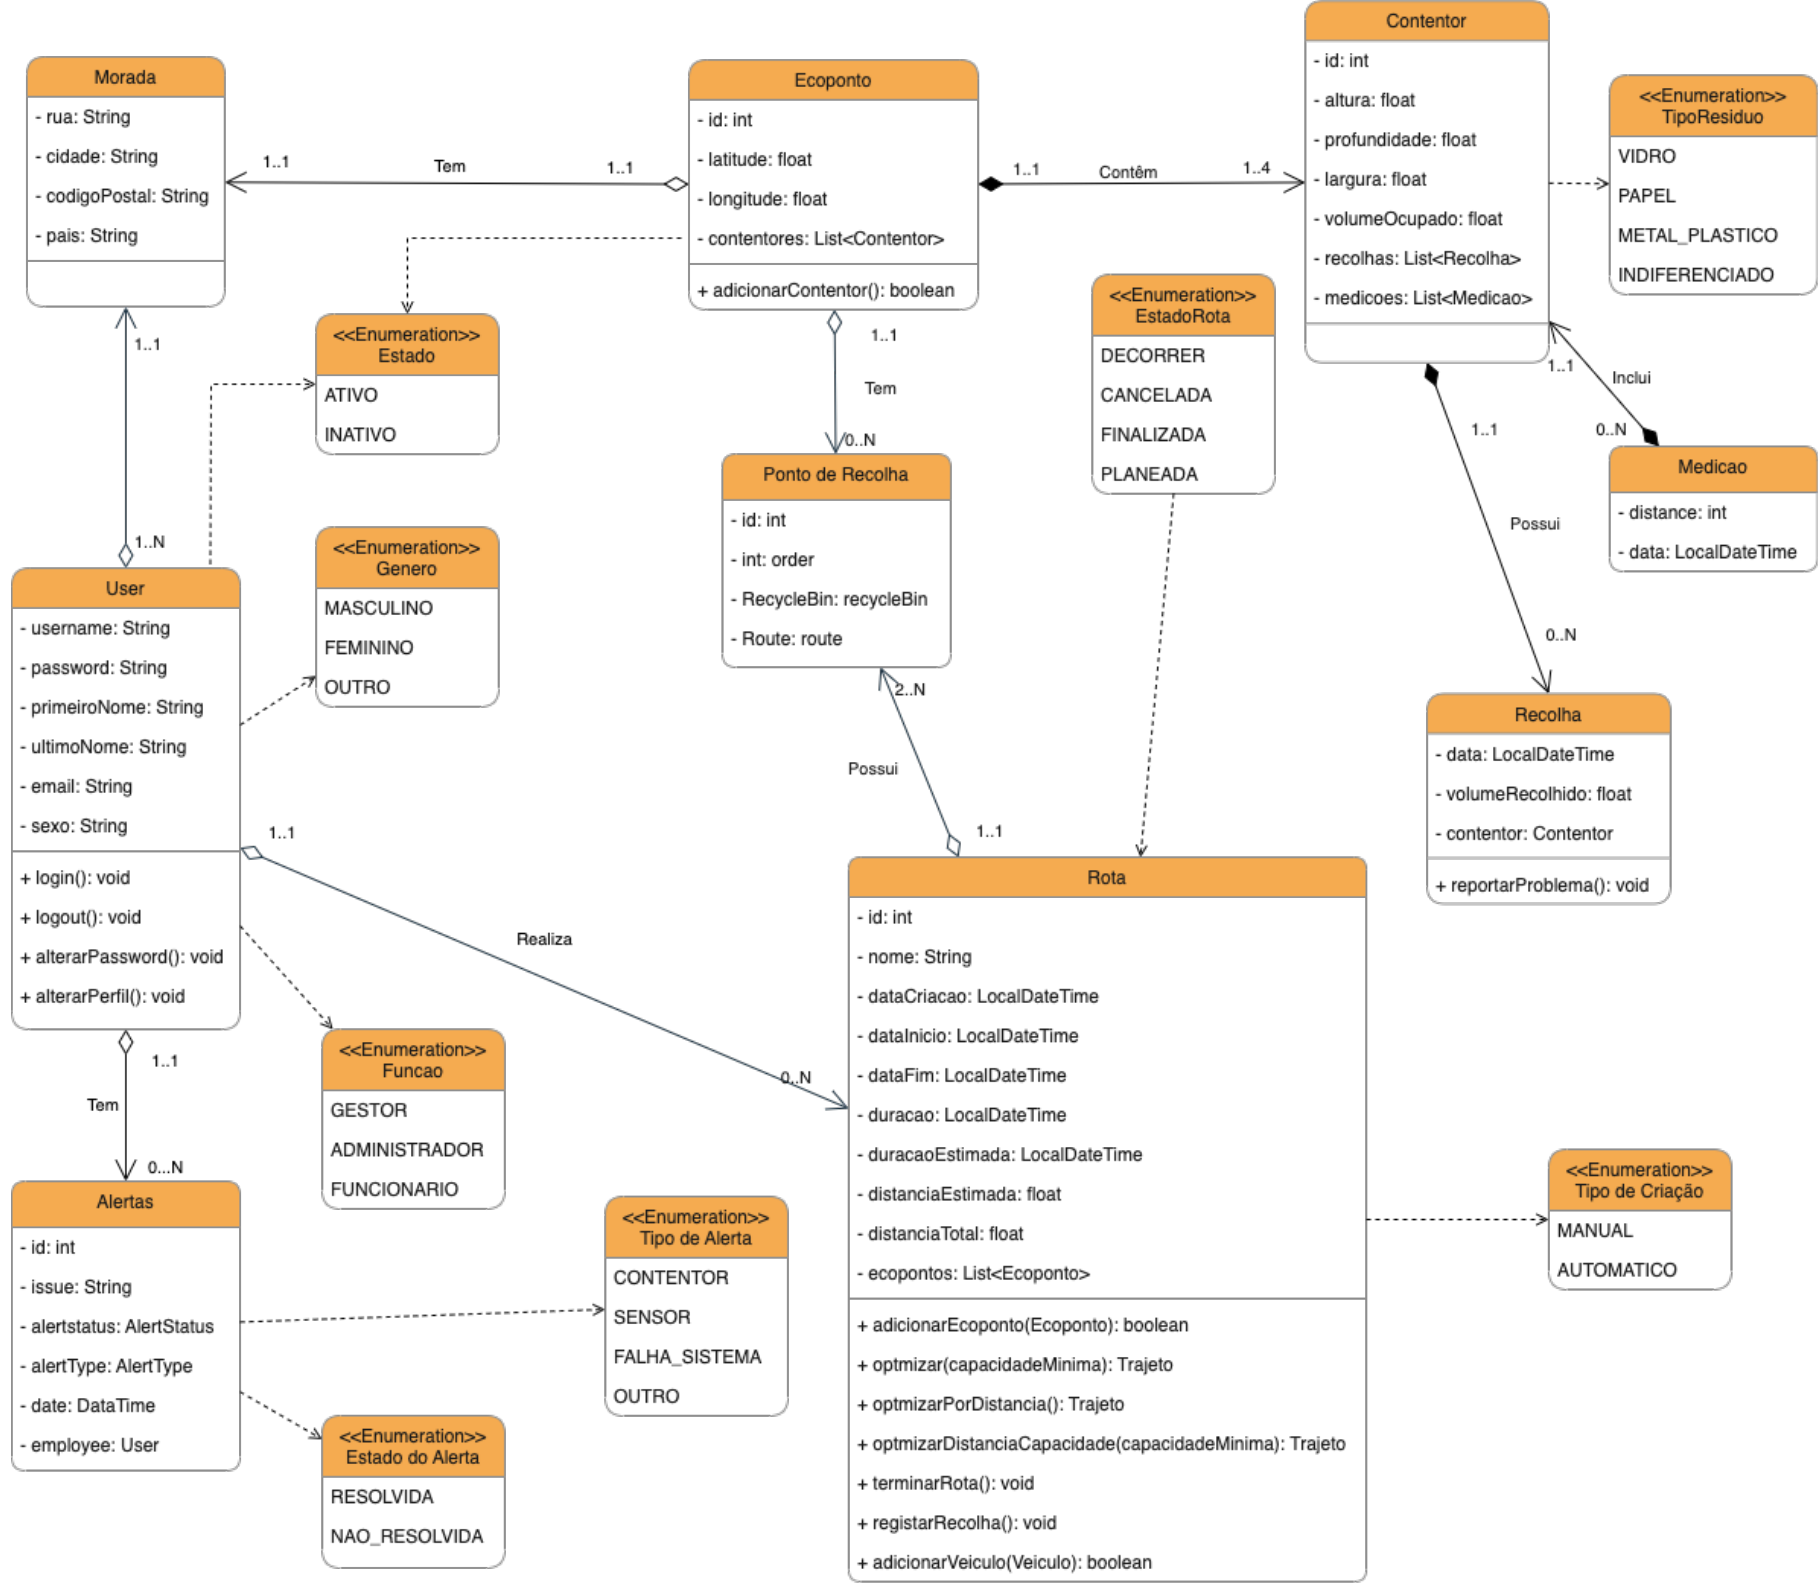 Morada
- rua: String
- cidade: String
- codigoPostal: String
- pais: String
1..1
Tem
1..1
Ecoponto
- id: int
- latitude: float
- longitude: float
- contentores: List<Contentor>
+ adicionarContentor(): boolean
1..1
Contêm
1..4
Contentor
- id: int
- altura: float
- profundidade: float
- largura: float
- volumeOcupado: float
- recolhas: List<Recolha>
- medicoes: List<Medicao>
<<Enumeration>>
TipoResiduo
VIDRO
PAPEL
METAL_PLASTICO
INDIFERENCIADO
1..1
1..N
<<Enumeration>>
Estado
ATIVO
INATIVO
1..1
Tem
0..N
<<Enumeration>>
EstadoRota
DECORRER
CANCELADA
FINALIZADA
PLANEADA
1..1
Inclui
0..N
Medicao
- distance: int
- data: LocalDateTime
1..1
Possui
0..N
<<Enumeration>>
Genero
MASCULINO
FEMININO
OUTRO
Ponto de Recolha
- id: int
- int: order
- RecycleBin: recycleBin
- Route: route
2..N
Possui
1..1
User
- username: String
- password: String
- primeiroNome: String
- ultimoNome: String
- email: String
- sexo: String
+ login(): void
+ logout(): void
+ alterarPassword(): void
+ alterarPerfil(): void
1..1
Realiza
0..N
Recolha
- data: LocalDateTime
- volumeRecolhido: float
- contentor: Contentor
+ reportarProblema(): void
Rota
- id: int
- nome: String
- dataCriacao: LocalDateTime
- dataInicio: LocalDateTime
- dataFim: LocalDateTime
- duracao: LocalDateTime
- duracaoEstimada: LocalDateTime
- distanciaEstimada: float
- distanciaTotal: float
- ecopontos: List<Ecoponto>
+ adicionarEcoponto(Ecoponto): boolean
+ optmizar(capacidadeMinima): Trajeto
+ optmizarPorDistancia(): Trajeto
+ optmizarDistanciaCapacidade(capacidadeMinima): Trajeto
+ terminarRota(): void
+ registarRecolha(): void
+ adicionarVeiculo(Veiculo): boolean
1..1
Tem
0...N
<<Enumeration>>
Funcao
GESTOR
ADMINISTRADOR
FUNCIONARIO
Alertas
- id: int
- issue: String
- alertstatus: AlertStatus
- alertType: AlertType
- date: DataTime
- employee: User
<<Enumeration>>
Tipo de Alerta
CONTENTOR
SENSOR
FALHA_SISTEMA
OUTRO
<<Enumeration>>
Estado do Alerta
RESOLVIDA
NAO_RESOLVIDA
<<Enumeration>>
Tipo de Criação
MANUAL
AUTOMATICO